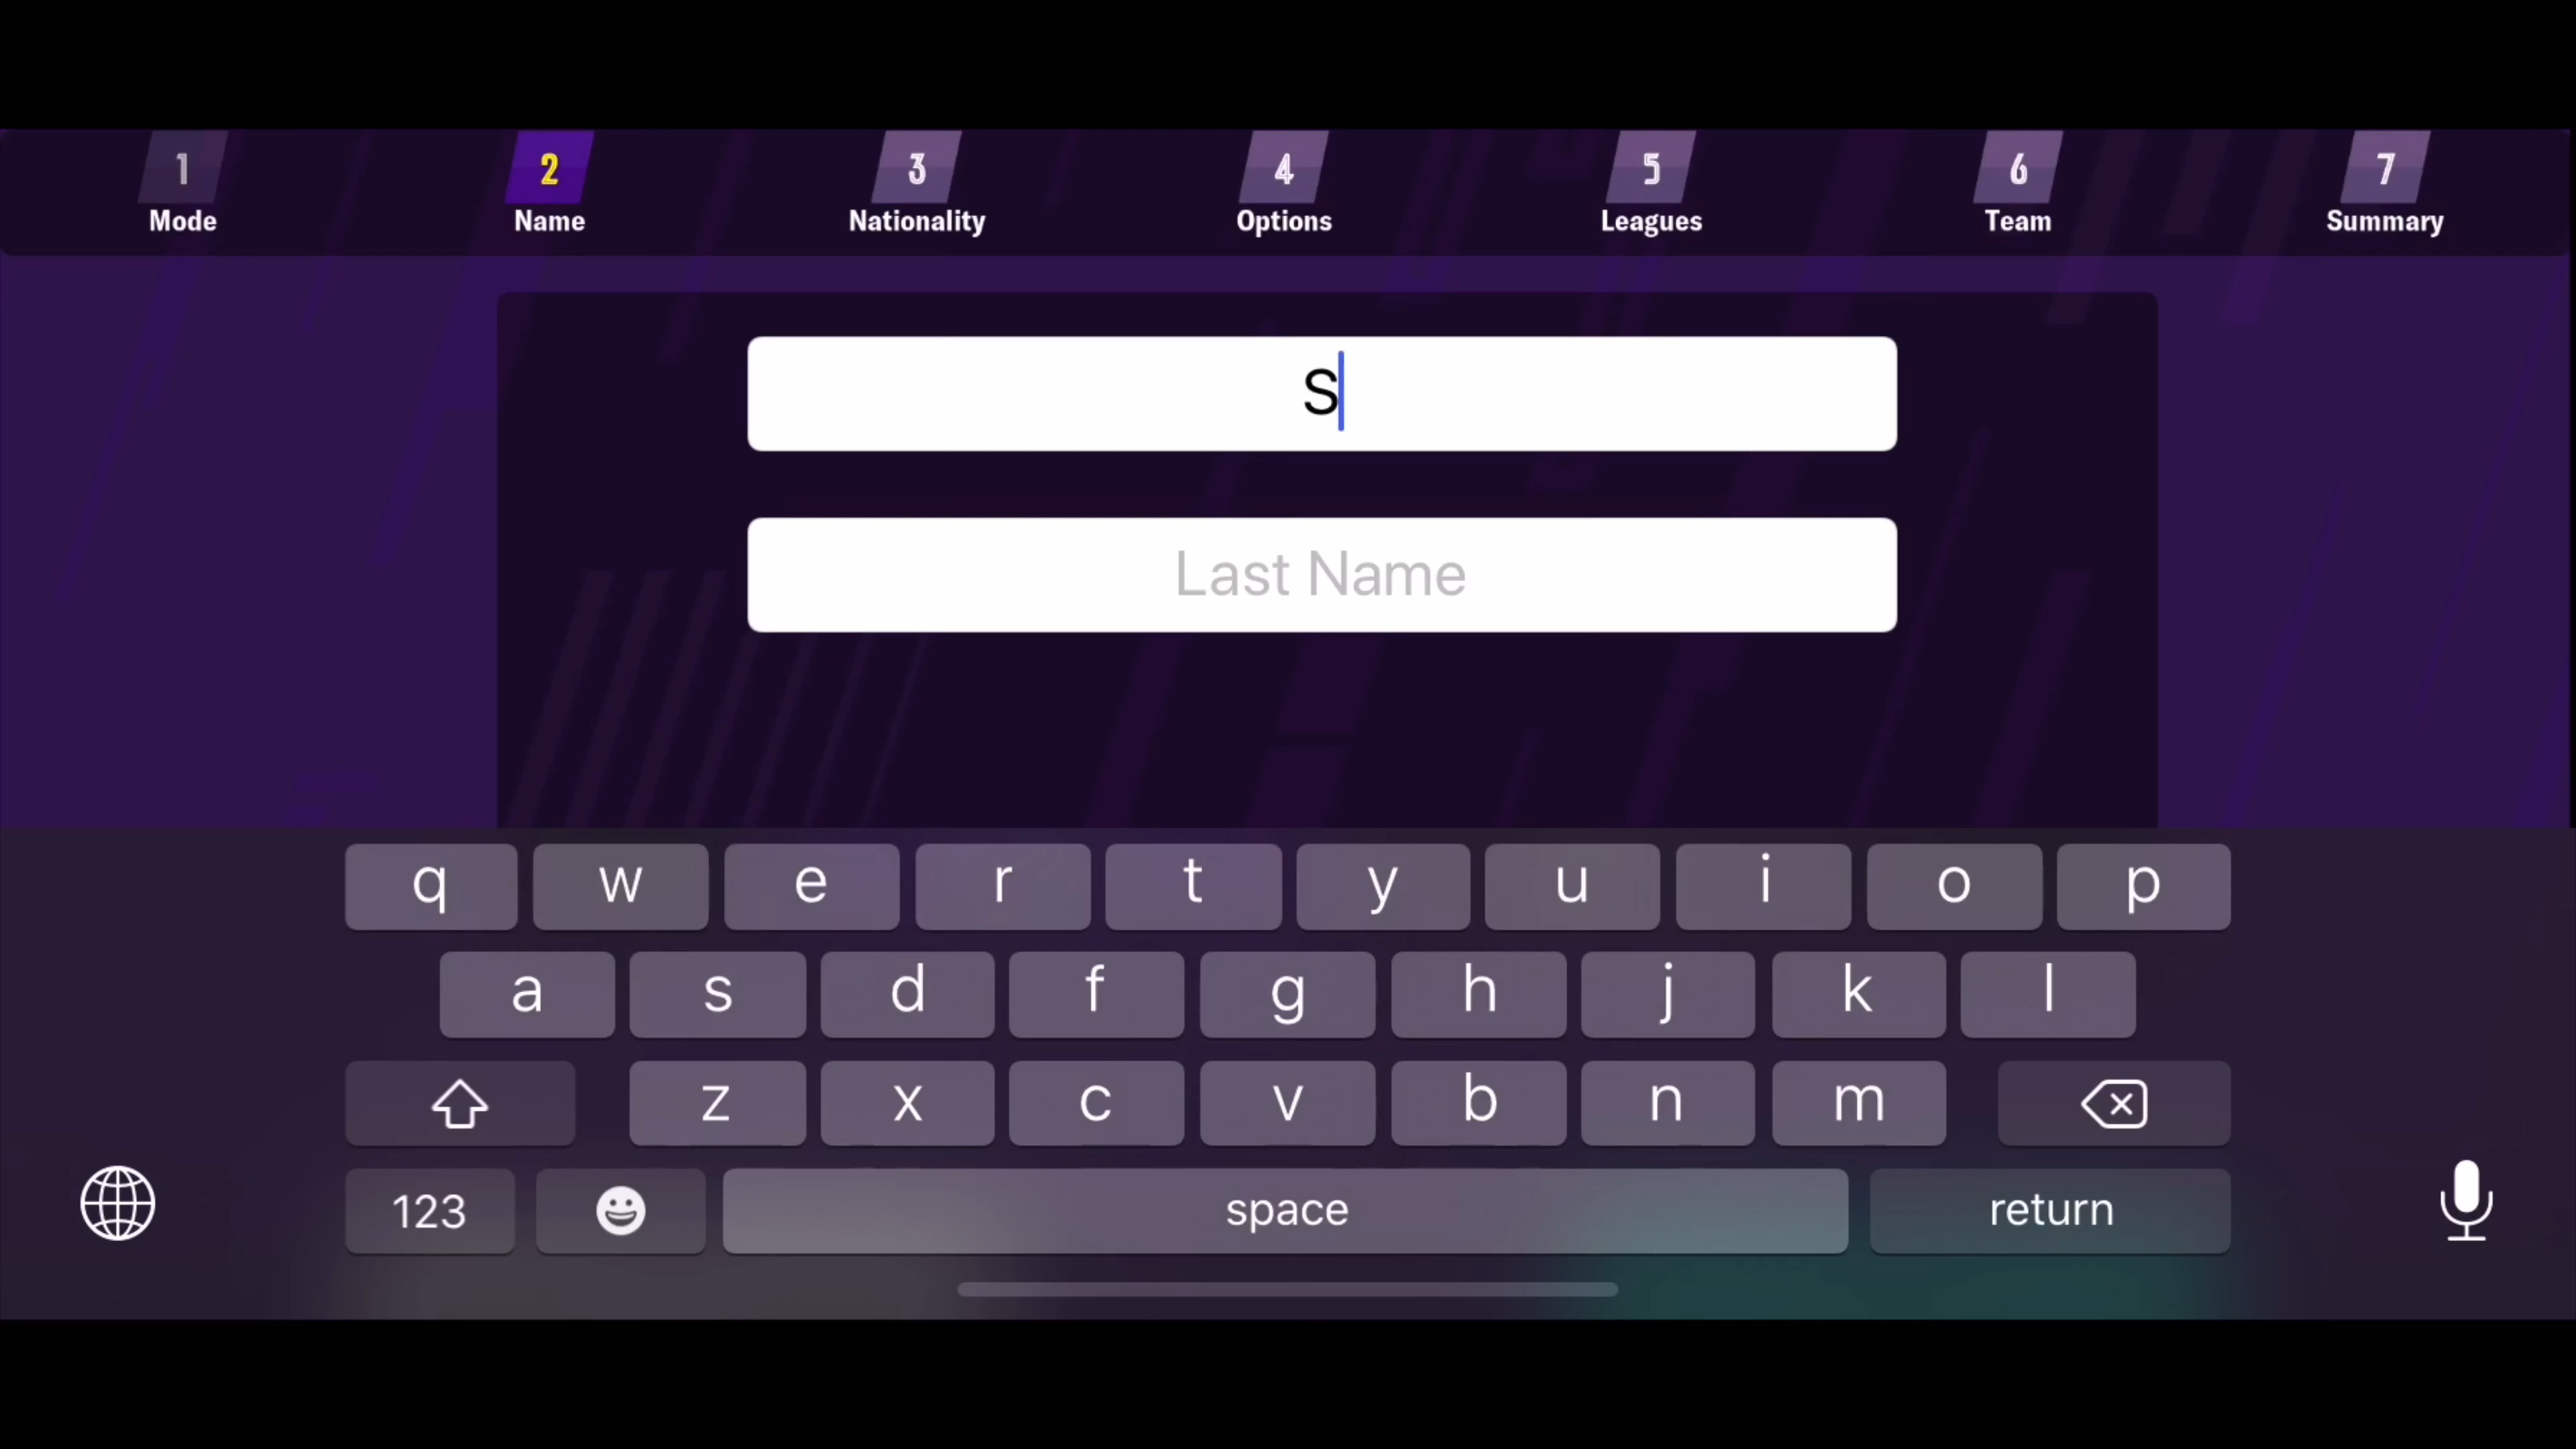 1 2 3 4 5 6 7
Mode Name Nationality Options Leagues Team Summary
S
Last Name
q w e r t y u i o p
a s d f g h j k l
z x c v b n m
123 space return